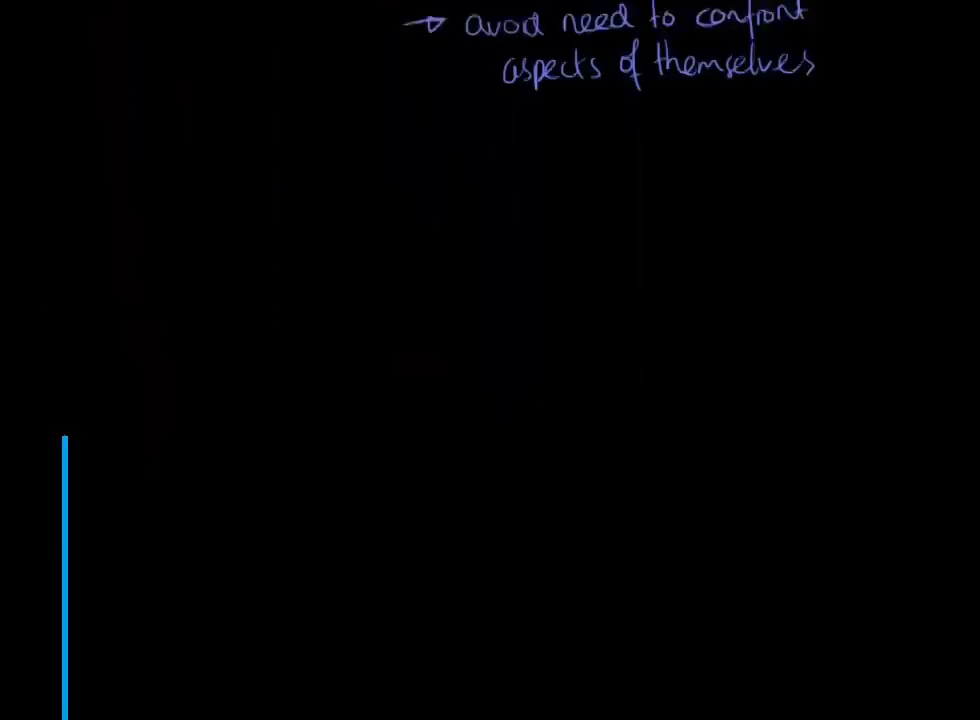 → avoid need to confront
aspects of themselves